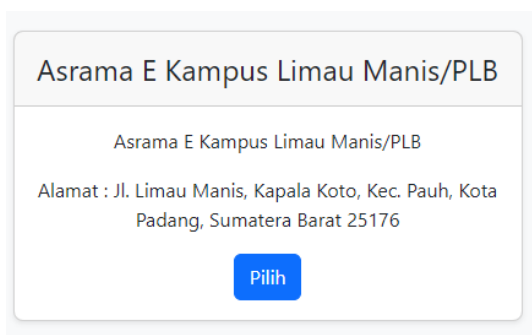 Asrama E Kampus Limau Manis/PLB
Asrama E Kampus Limau Manis/PLB
Alamat : Jl. Limau Manis, Kapala Koto, Kec. Pauh, Kota
Padang, Sumatera Barat 25176
Pilih